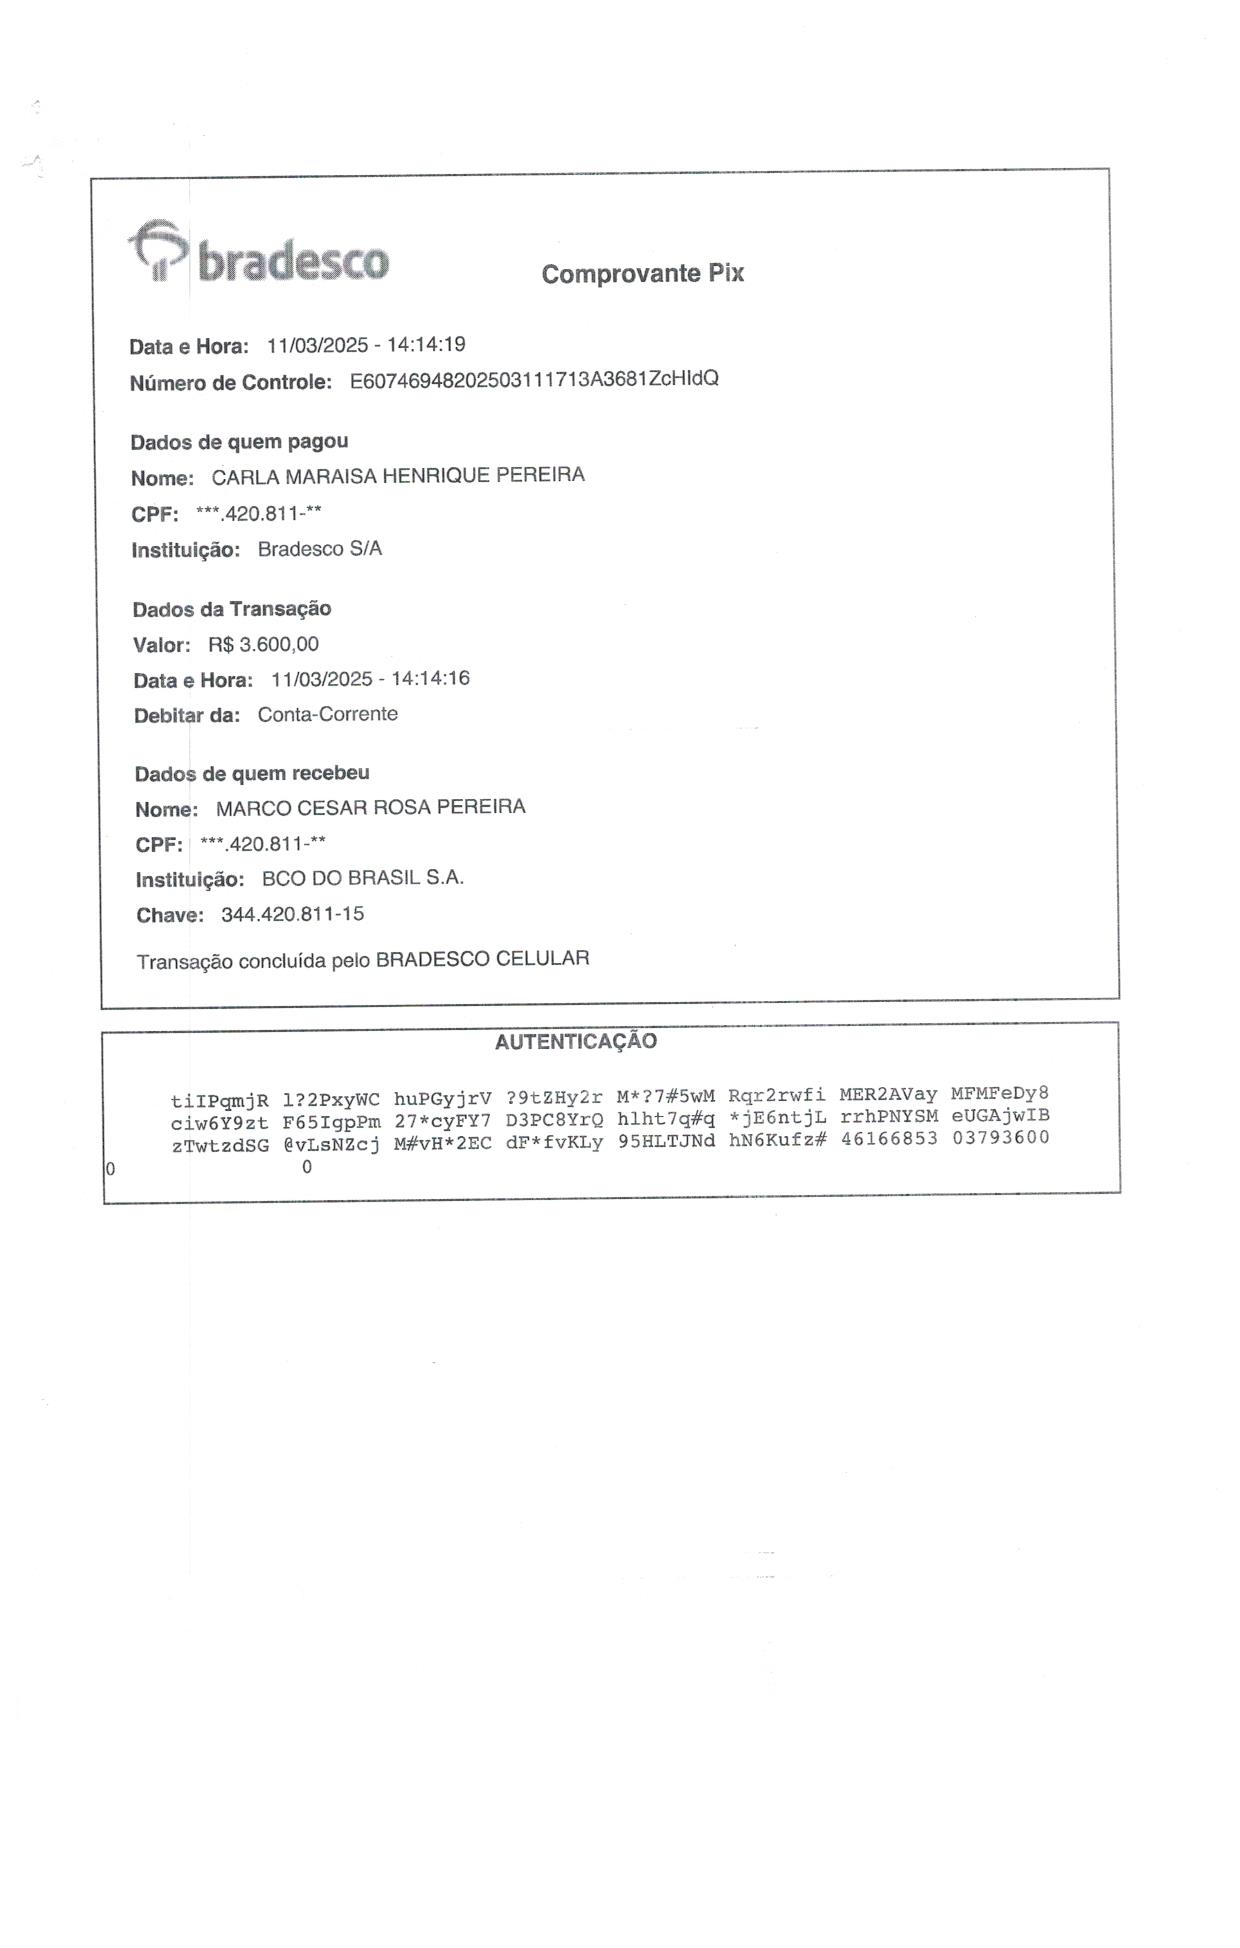 bradesco
Comprovante Pix
Data e Hora: 11/03/2025 - 14:14:19
Número de Controle: E60746948202503111713A3681ZcHIdQ
Dados de quem pagou
Nome: CARLA MARAISA HENRIQUE PEREIRA
CPF: ***.420.811-**
Instituição: Bradesco S/A
Dados da Transação
Valor: R$ 3.600,00
Data e Hora: 11/03/2025 - 14:14:16
Debitar da: Conta-Corrente
Dados de quem recebeu
Nome: MARCO CESAR ROSA PEREIRA
CPF: ***.420.811-**
Instituição: BCO DO BRASIL S.A.
Chave: 344.420.811-15
Transação concluída pelo BRADESCO CELULAR
AUTENTICAÇÃO
tiIPqmjR l?2PxyWC huPGyjrV ?9tZHy2r M*?7#5wM Rqr2rwfi MER2AVay MFMFeDy8
ciw6Y9zt F65IgpPm 27*cyFY7 D3PC8YrQ hlht7q#q *jE6ntjL rrhPNYSM eUGAjwIB
zTwtzdSG @vLsNZcj M#vH*2EC dF*fvKLy 95HLTJNd hN6Kufz# 46166853 03793600
0 0